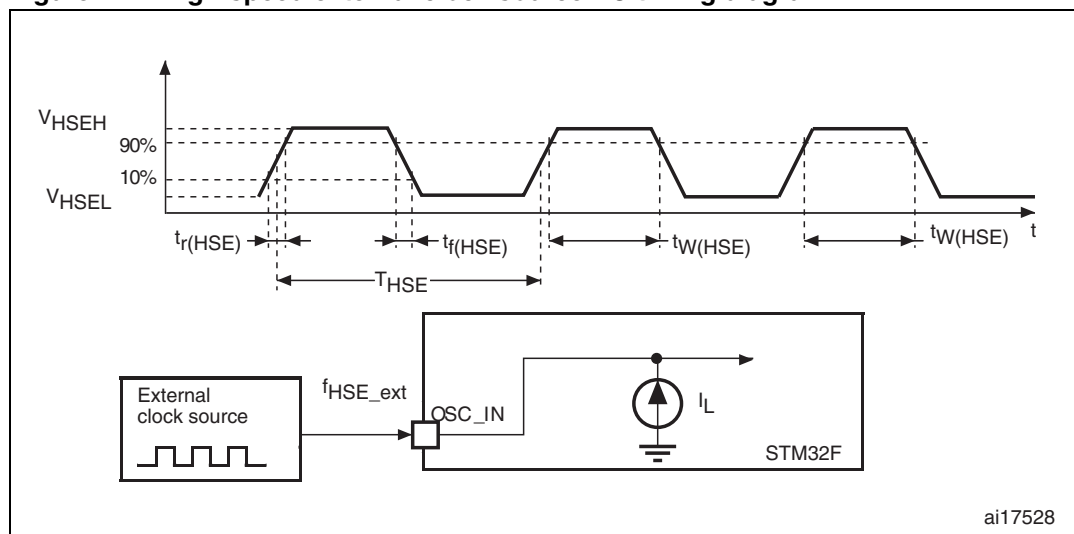 VHSEH
90%
10%
VHSEL
tr(HSE)
tf(HSE)
tW(HSE)
tW(HSE)
t
THSE
External
clock source
fHSE_ext
OSC_IN
IL
STM32F
ai17528